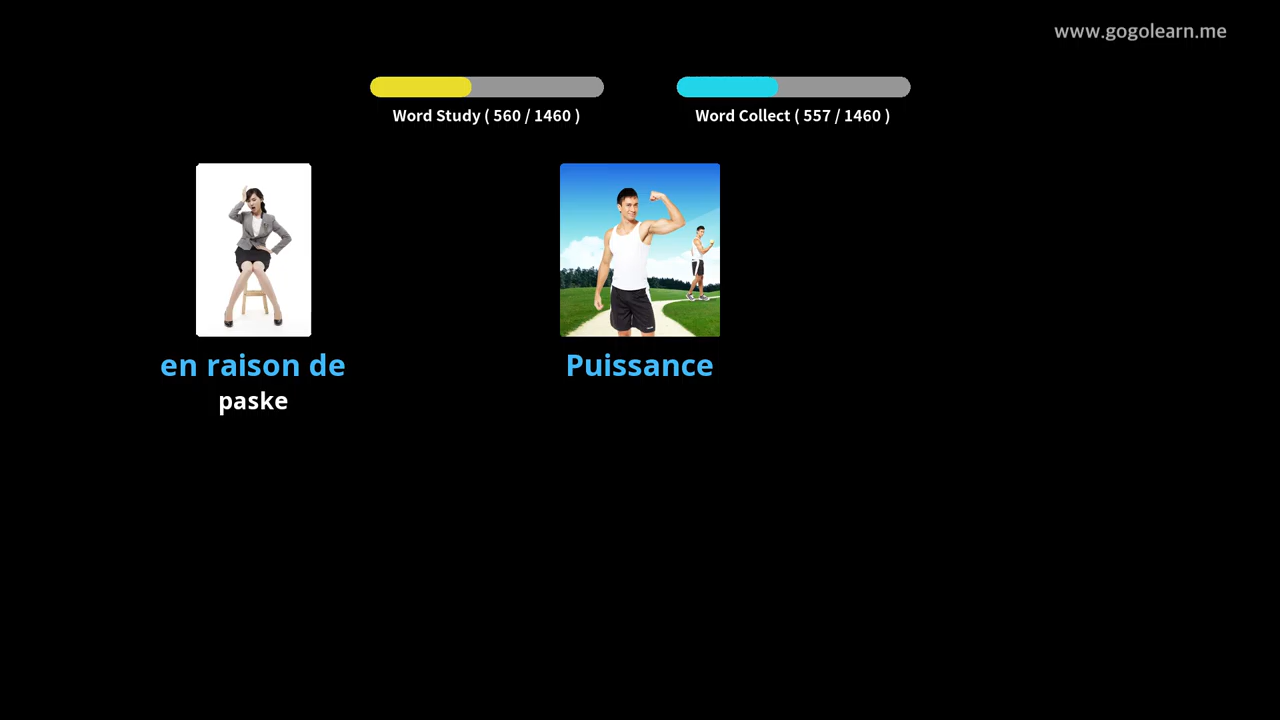 www.gogolearn.me
Word Study ( 560 / 1460 )
Word Collect ( 557 / 1460 )
en raison de
paske
Puissance